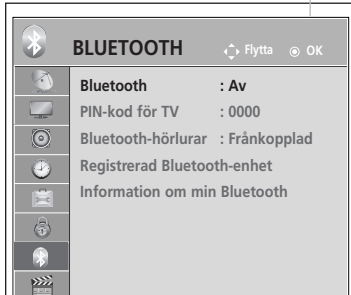 BLUETOOTH Flytta OK
Bluetooth : Av
PIN-kod för TV : 0000
Bluetooth-hörlurar : Frånkopplad
Registrerad Bluetooth-enhet
Information om min Bluetooth